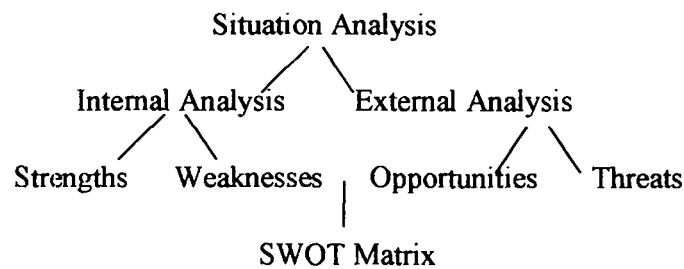 Situation Analysis
Internal Analysis External Analysis
Strengths Weaknesses Opportunities Threats
SWOT Matrix